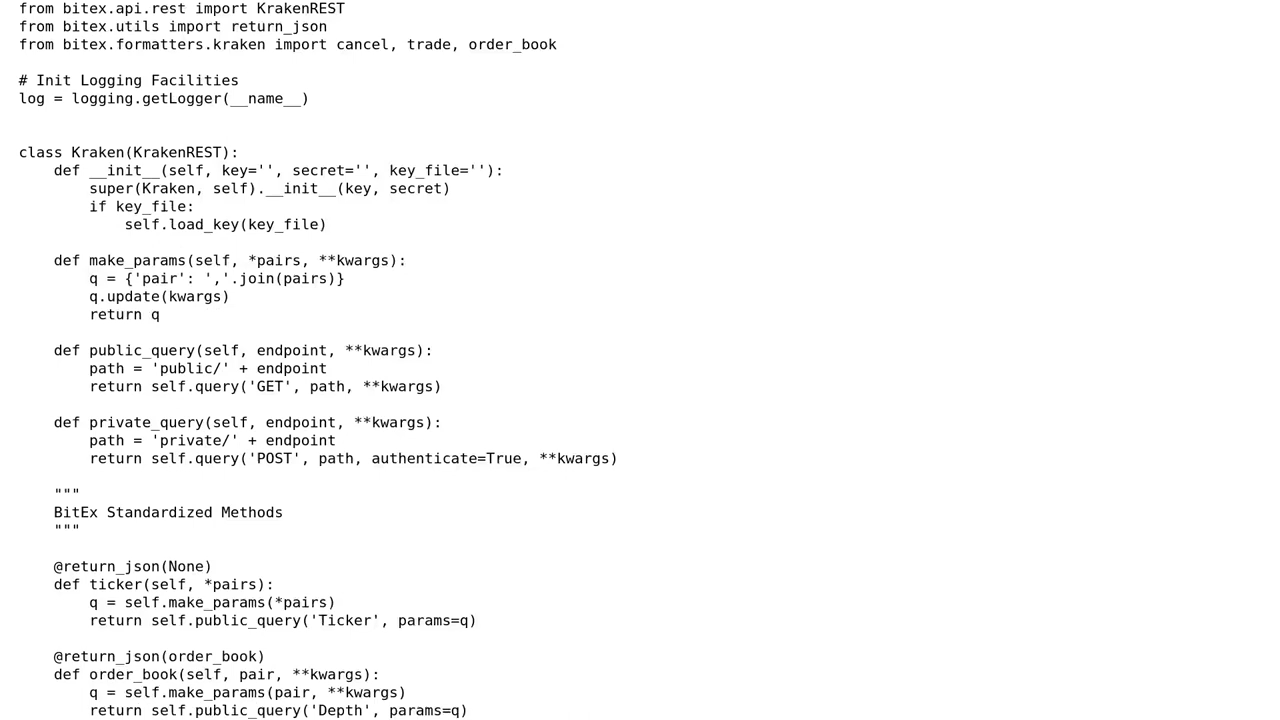 from bitex.api.rest import KrakenREST
from bitex.utils import return_json
from bitex.formatters.kraken import cancel, trade, order_book

# Init Logging Facilities
log = logging.getLogger(__name__)


class Kraken(KrakenREST):
    def __init__(self, key='', secret='', key_file=''):
        super(Kraken, self).__init__(key, secret)
        if key_file:
            self.load_key(key_file)

    def make_params(self, *pairs, **kwargs):
        q = {'pair': ','.join(pairs)}
        q.update(kwargs)
        return q

    def public_query(self, endpoint, **kwargs):
        path = 'public/' + endpoint
        return self.query('GET', path, **kwargs)

    def private_query(self, endpoint, **kwargs):
        path = 'private/' + endpoint
        return self.query('POST', path, authenticate=True, **kwargs)

    """
    BitEx Standardized Methods
    """

    @return_json(None)
    def ticker(self, *pairs):
        q = self.make_params(*pairs)
        return self.public_query('Ticker', params=q)

    @return_json(order_book)
    def order_book(self, pair, **kwargs):
        q = self.make_params(pair, **kwargs)
        return self.public_query('Depth', params=q)